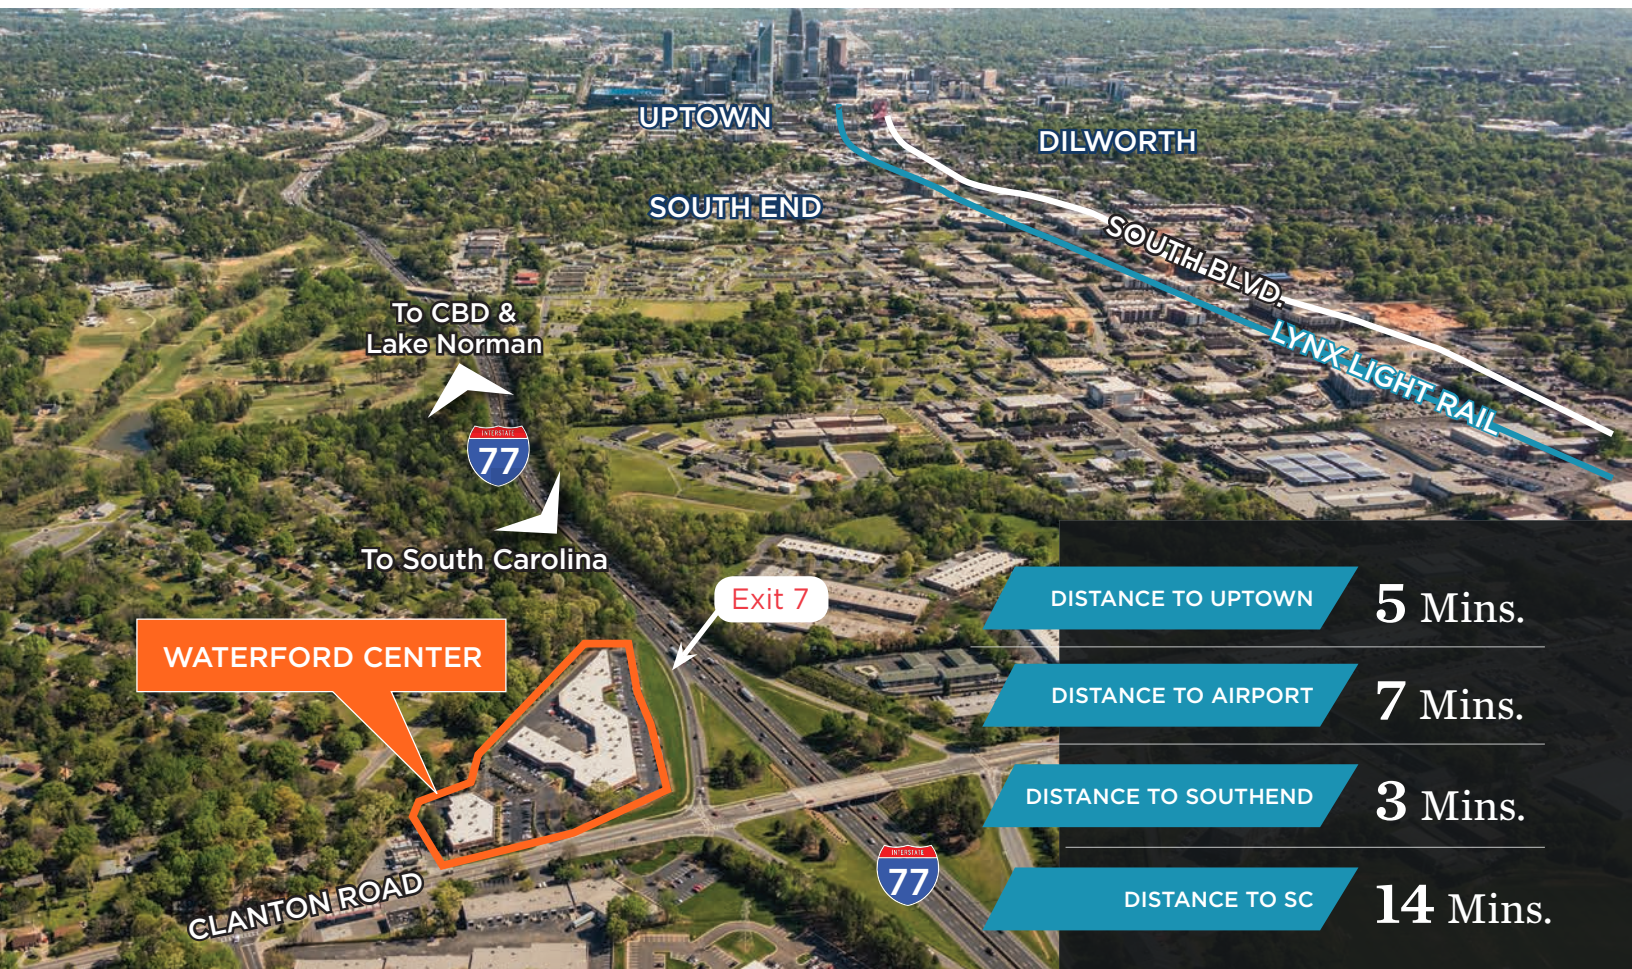 UPTOWN
DILWORTH
SOUTH END
SOUTH BLVD.
LYNX LIGHT RAIL
To CBD &
Lake Norman
INTERSTATE
77
To South Carolina
Exit 7
WATERFORD CENTER
CLANTON ROAD
INTERSTATE
77
DISTANCE TO UPTOWN 5 Mins.
DISTANCE TO AIRPORT 7 Mins.
DISTANCE TO SOUTHEND 3 Mins.
DISTANCE TO SC 14 Mins.